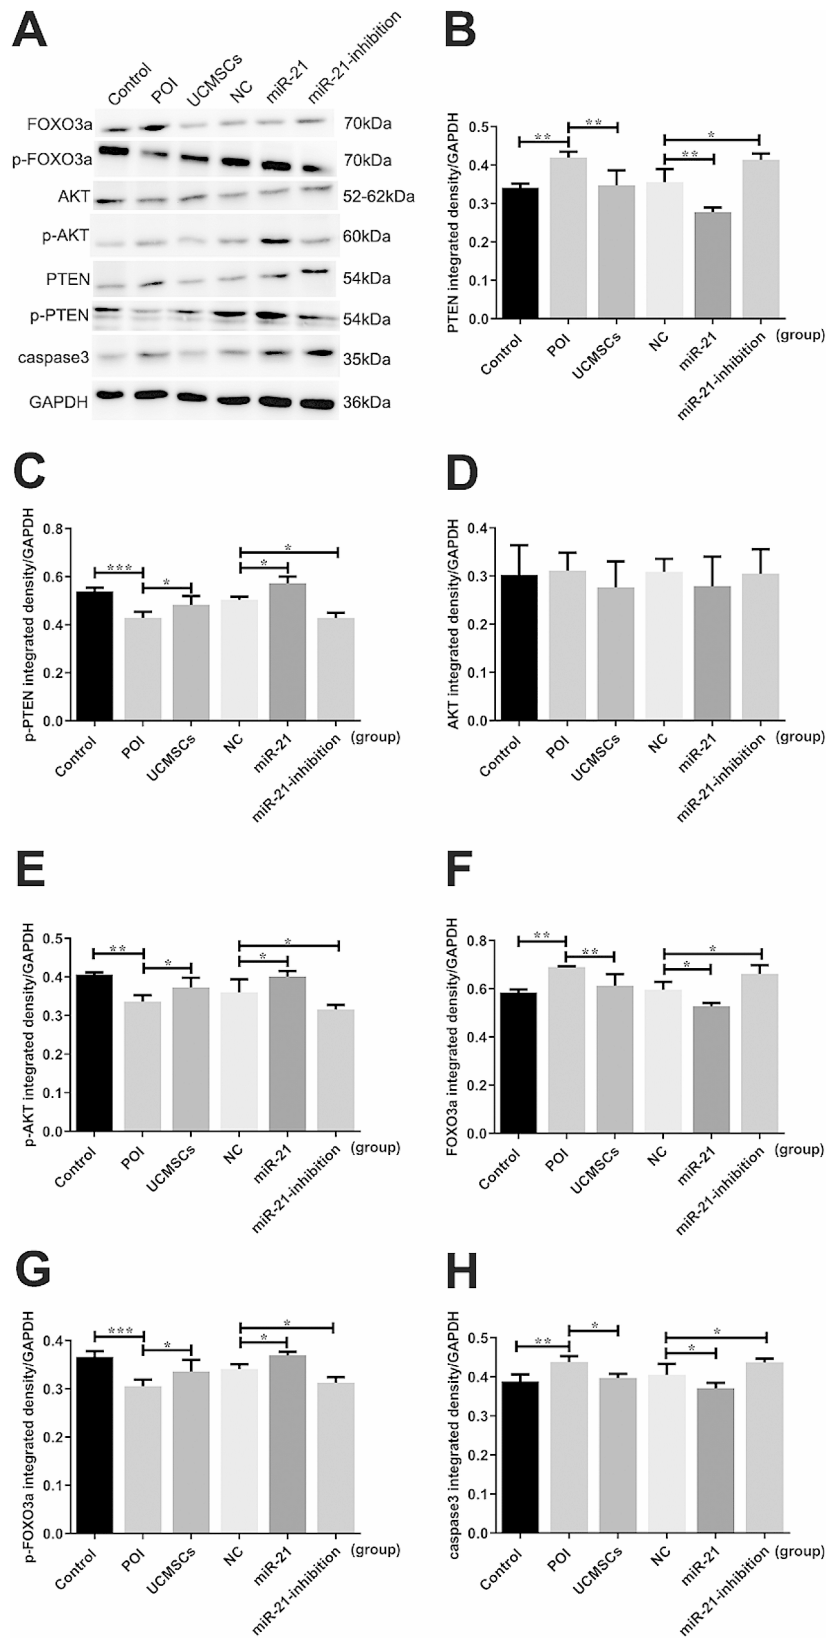 A
Control
POI
UCMSCs
NC
miR-21
miR-21-inhibition
FOXO3a 70kDa
p-FOXO3a 70kDa
AKT 52-62kDa
p-AKT 60kDa
PTEN 54kDa
p-PTEN 54kDa
caspase3 35kDa
GAPDH 36kDa
B
PTEN integrated density/GAPDH
0.5
0.4
0.3
0.2
0.1
0.0
** ** ** *
Control
POI
UCMSCs
NC
miR-21
miR-21-inhibition
(group)
C
p-PTEN integrated density/GAPDH
0.8
0.6
0.4
0.2
0.0
*** * * *
Control
POI
UCMSCs
NC
miR-21
miR-21-inhibition
(group)
D
AKT integrated density/GAPDH
0.4
0.3
0.2
0.1
0.0
Control
POI
UCMSCs
NC
miR-21
miR-21-inhibition
(group)
E
p-AKT integrated density/GAPDH
0.5
0.4
0.3
0.2
0.1
0.0
** * * *
Control
POI
UCMSCs
NC
miR-21
miR-21-inhibition
(group)
F
FOXO3a integrated density/GAPDH
0.8
0.6
0.4
0.2
0.0
** ** * *
Control
POI
UCMSCs
NC
miR-21
miR-21-inhibition
(group)
G
p-FOXO3a integrated density/GAPDH
0.4
0.3
0.2
0.1
0.0
*** * * *
Control
POI
UCMSCs
NC
miR-21
miR-21-inhibition
(group)
H
caspase3 integrated density/GAPDH
0.5
0.4
0.3
0.2
0.1
0.0
** * * *
Control
POI
UCMSCs
NC
miR-21
miR-21-inhibition
(group)